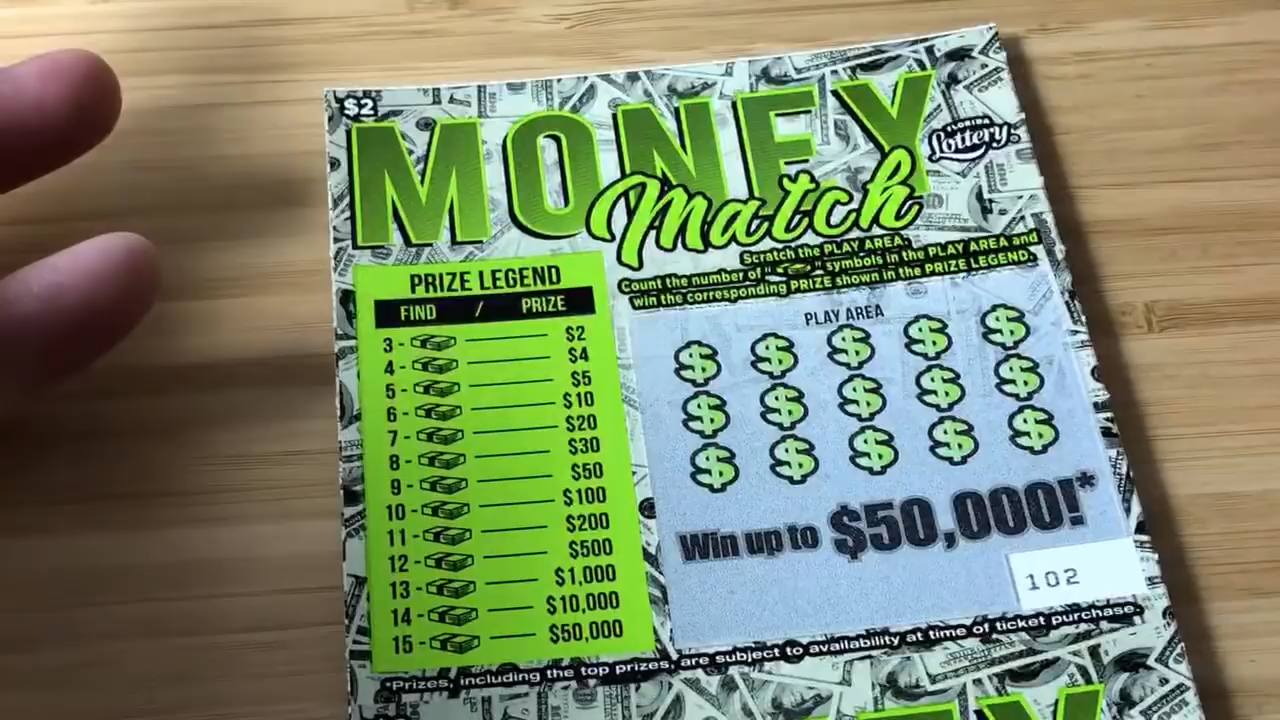 $2
MONEY
Match
FLORIDA
Lottery
Scratch the PLAY AREA.
Count the number of " " symbols in the PLAY AREA and
win the corresponding PRIZE shown in the PRIZE LEGEND.
PRIZE LEGEND
FIND / PRIZE
3 - $2
4 - $4
5 - $5
6 - $10
7 - $20
8 - $30
9 - $50
10 - $100
11 - $200
12 - $500
13 - $1,000
14 - $10,000
15 - $50,000
PLAY AREA
$ $ $ $ $
$ $ $ $ $
$ $ $ $ $
Win up to $50,000!*
102
*Prizes, including the top prizes, are subject to availability at time of ticket purchase.